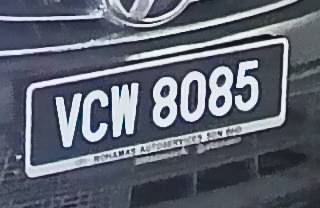 VCW 8085
MOHAMAS AUTOSERVICES SDN BHD